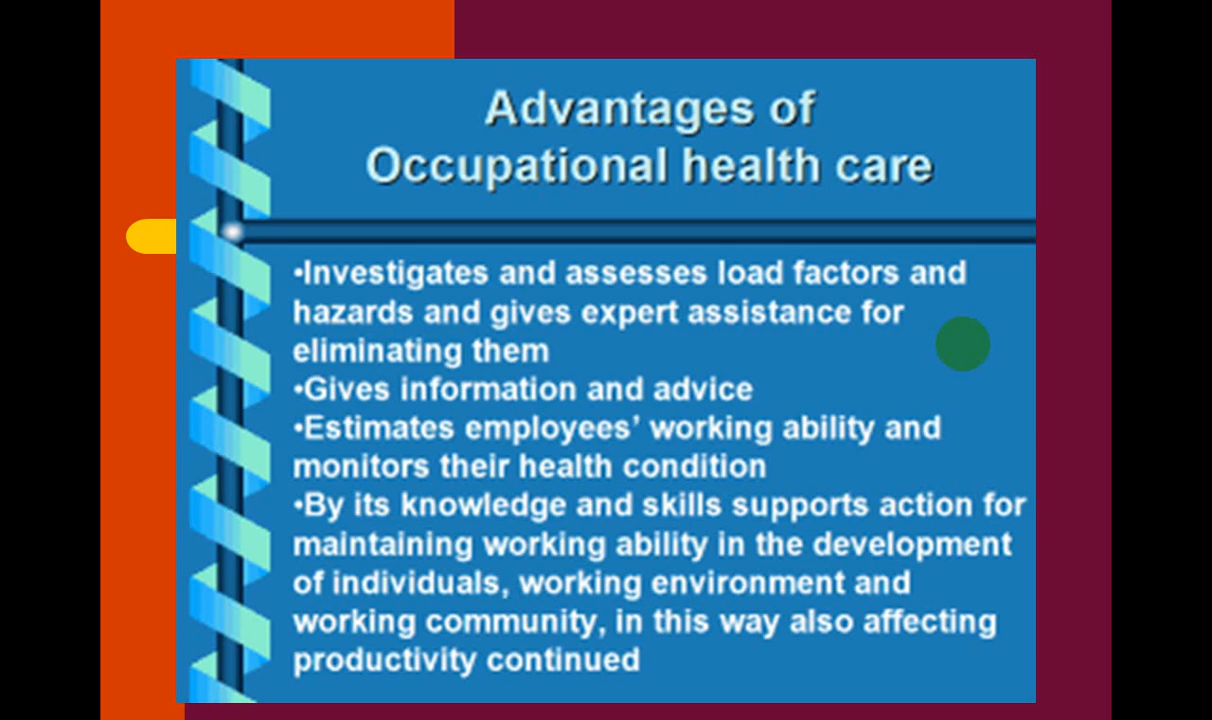 Advantages of
Occupational health care
•Investigates and assesses load factors and
hazards and gives expert assistance for
eliminating them
•Gives information and advice
•Estimates employees’ working ability and
monitors their health condition
•By its knowledge and skills supports action for
maintaining working ability in the development
of individuals, working environment and
working community, in this way also affecting
productivity continued